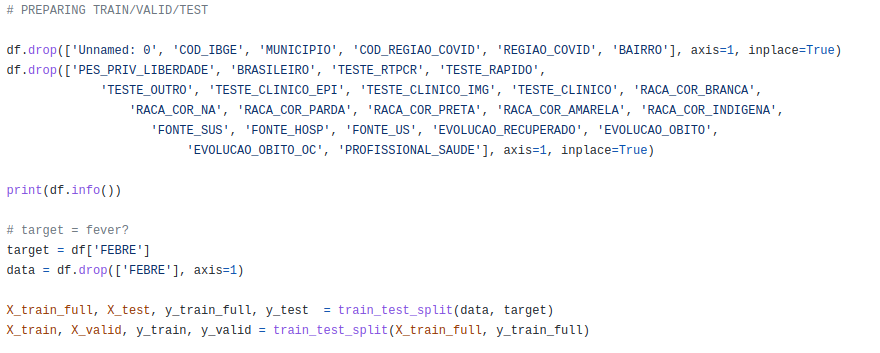 # PREPARING TRAIN/VALID/TEST
df.drop(['Unnamed: 0', 'COD_IBGE', 'MUNICIPIO', 'COD_REGIAO_COVID', 'REGIAO_COVID', 'BAIRRO'], axis=1, inplace=True)
df.drop(['PES_PRIV_LIBERDADE', 'BRASILEIRO', 'TESTE_RTPCR', 'TESTE_RAPIDO',
'TESTE_OUTRO', 'TESTE_CLINICO_EPI', 'TESTE_CLINICO_IMG', 'TESTE_CLINICO', 'RACA_COR_BRANCA',
'RACA_COR_NA', 'RACA_COR_PARDA', 'RACA_COR_PRETA', 'RACA_COR_AMARELA', 'RACA_COR_INDIGENA',
'FONTE_SUS', 'FONTE_HOSP', 'FONTE_US', 'EVOLUCAO_RECUPERADO', 'EVOLUCAO_OBITO',
'EVOLUCAO_OBITO_OC', 'PROFISSIONAL_SAUDE'], axis=1, inplace=True)
print(df.info())
# target = fever?
target = df['FEBRE']
data = df.drop(['FEBRE'], axis=1)
X_train_full, X_test, y_train_full, y_test  = train_test_split(data, target)
X_train, X_valid, y_train, y_valid = train_test_split(X_train_full, y_train_full)